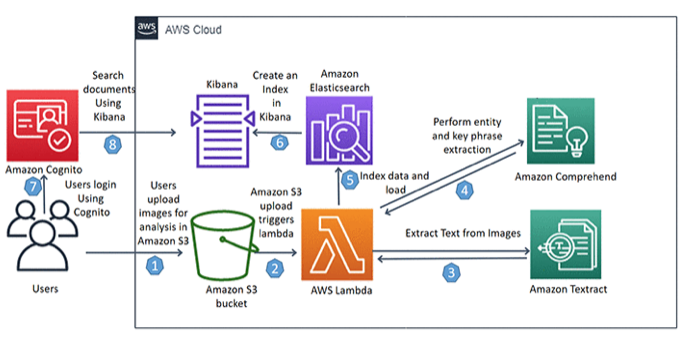 aws
AWS Cloud
Search
documents
Using
Kibana
8
Kibana
Create an
Index
in
Kibana
6
Amazon
Elasticsearch
Perform entity
and key phrase
extraction
4
Amazon Comprehend
Amazon Cognito
7
Users login
Using
Cognito
Users
upload
images for
analysis in
Amazon S3
1
Amazon S3
upload
triggers
lambda
2
5
Index data and
load
Extract Text from Images
3
Users
Amazon S3
bucket
AWS Lambda
Amazon Textract